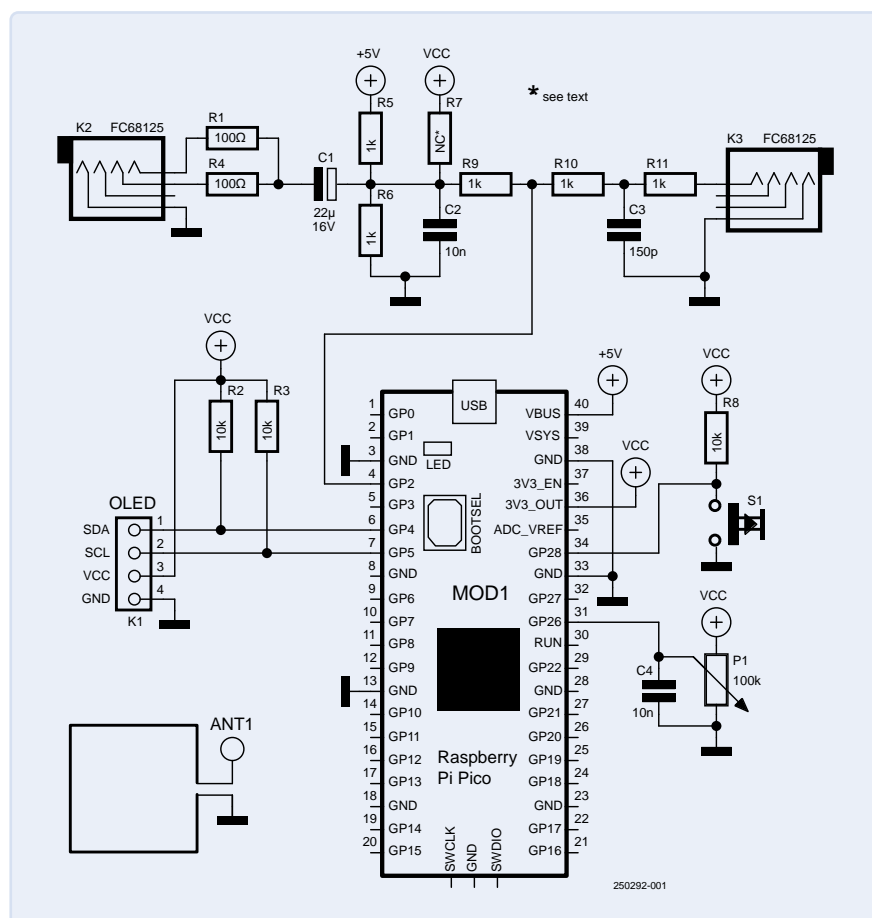 +5V
VCC
R5
R7
* see text
1k
NC*
K2 FC68125
R1
100Ω
R4
100Ω
C1
22µ
16V
R6
1k
C2
10n
R9
1k
R10
1k
R11
1k
C3
150p
K3 FC68125
VCC
R2
R3
10k
10k
OLED
SDA 1
SCL 2
VCC 3
GND 4
K1
ANT1
USB
LED
BOOTSEL
MOD1
Raspberry
Pi Pico
1 GP0
2 GP1
3 GND
4 GP2
5 GP3
6 GP4
7 GP5
8 GND
9 GP6
10 GP7
11 GP8
12 GP9
13 GND
14 GP10
15 GP11
16 GP12
17 GP13
18 GND
19 GP14
20 GP15
VBUS 40
VSYS 39
GND 38
3V3_EN 37
3V3_OUT 36
ADC_VREF 35
GP28 34
GND 33
GP27 32
GP26 31
RUN 30
GP22 29
GND 28
GP21 27
GP20 26
GP19 25
GP18 24
GND 23
GP17 22
GP16 21
SWCLK
GND
SWDIO
+5V
VCC
VCC
R8
10k
S1
VCC
P1
100k
C4
10n
250292-001